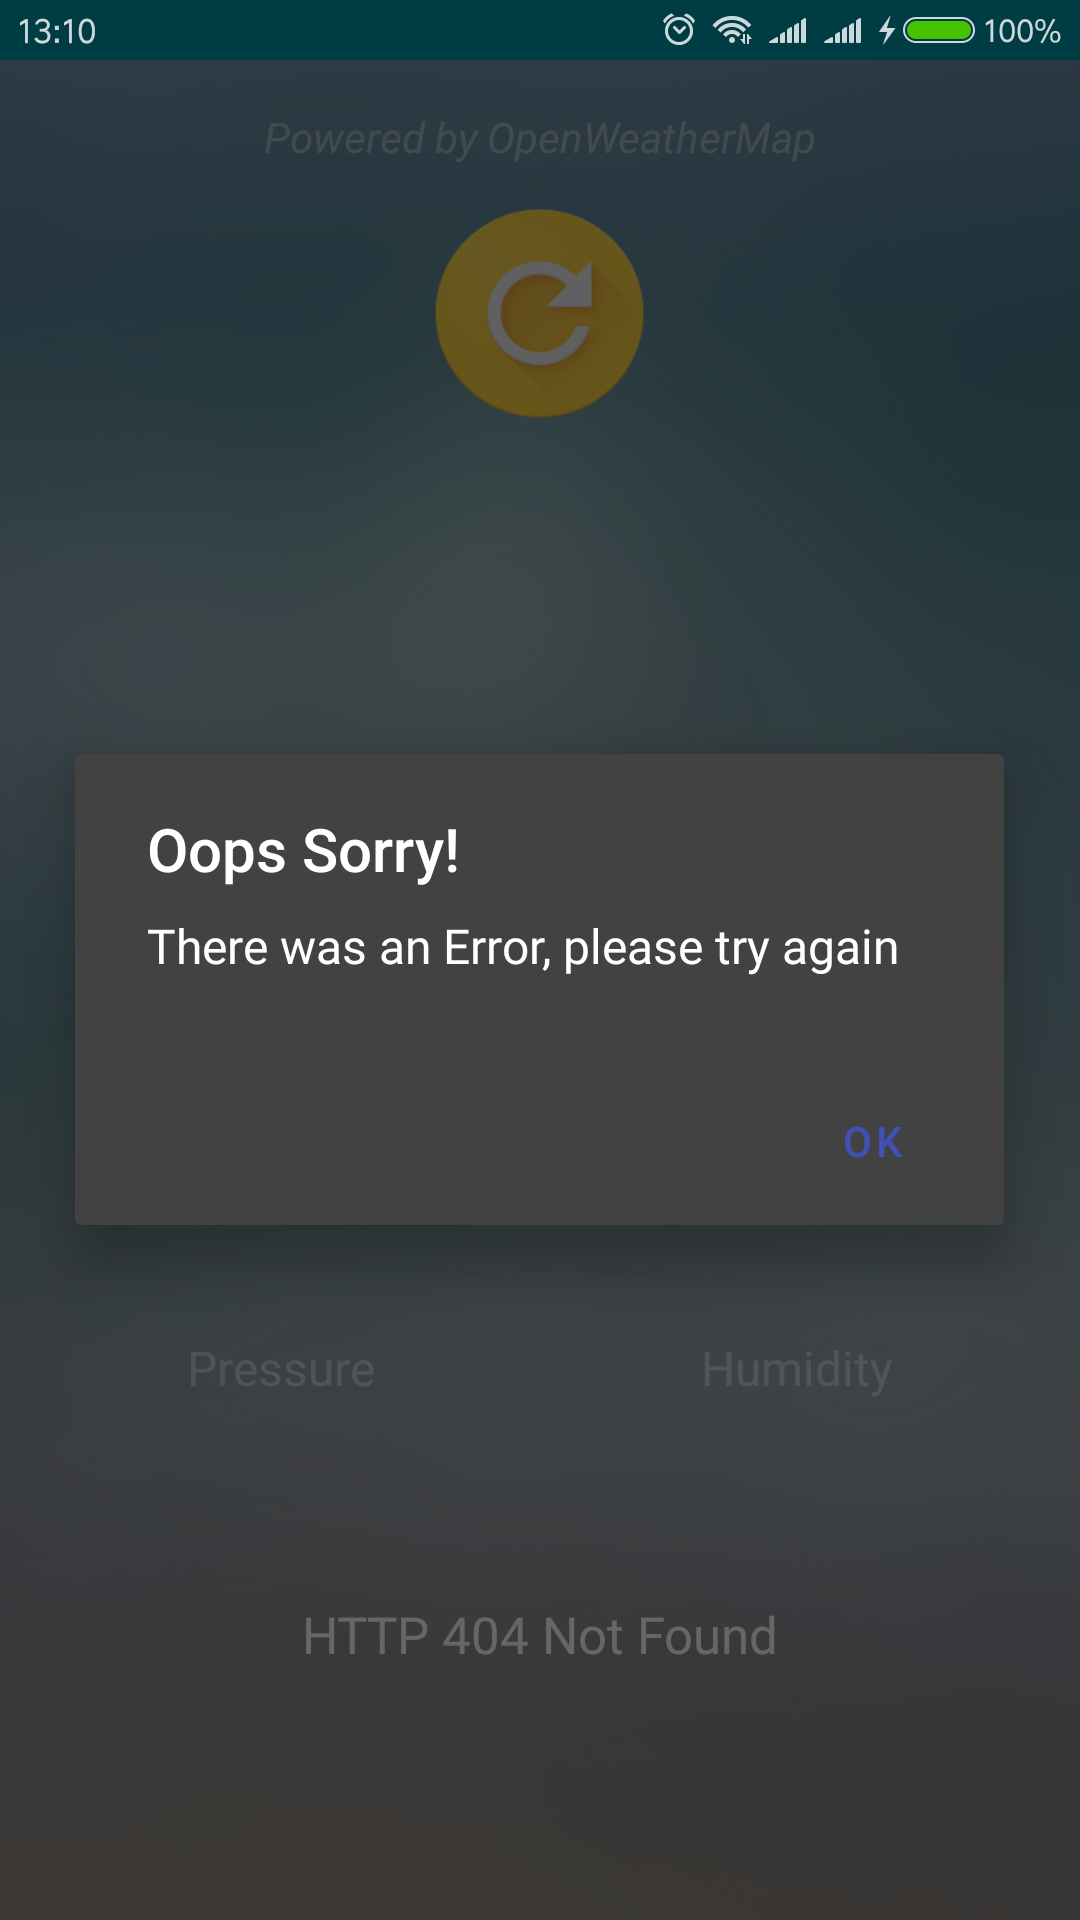 13:10
100%
Powered by OpenWeatherMap
Oops Sorry!
There was an Error, please try again
OK
Pressure
Humidity
HTTP 404 Not Found